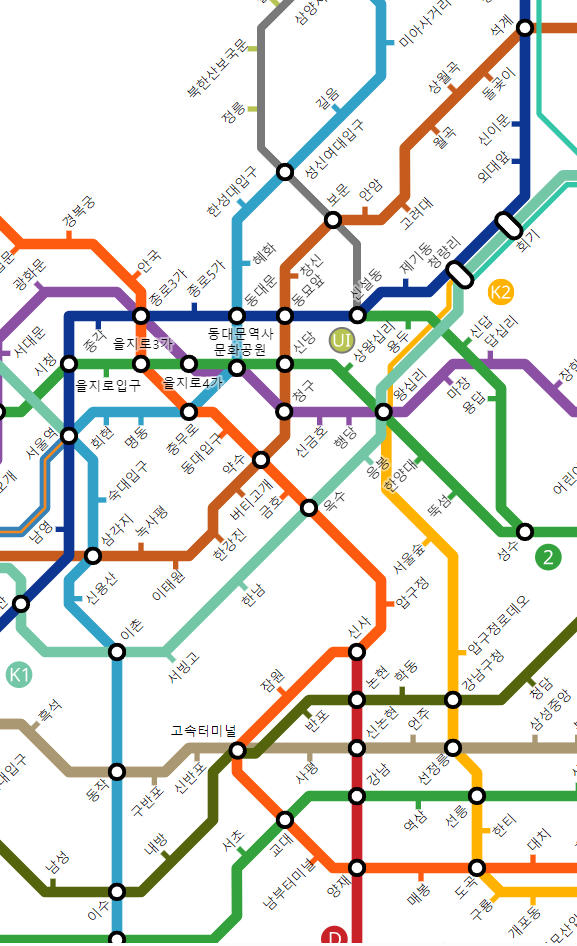 삼양사
미아사거리
석계
북한산보국문
정릉
길음
상월곡
돌곶이
월곡
신이문
외대앞
성신여대입구
한성대입구
보문
안암
고려대
회기
경복궁
안국
광화문
혜화
창신
제기동
청량리
K2
종로3가
종로5가
동대문
동묘앞
신설동
서대문
종각
을지로3가
동대문역사
문화공원
신당
UI
상왕십리
용두
신답
답십리
시청
을지로입구
을지로4가
청구
왕십리
마장
용답
장한
서울역
회현
명동
충무로
동대입구
신금호
행당
응봉
한양대
숙대입구
약수
버티고개
금호
옥수
뚝섬
어린이
남영
삼각지
녹사평
이태원
한강진
서울숲
성수
2
신용산
한남
압구정
이촌
서빙고
신사
압구정로데오
K1
잠원
논현
학동
강남구청
청담
흑석
고속터미널
반포
신논현
언주
삼성중앙
동작
구반포
신반포
사평
강남
선정릉
내방
서초
교대
역삼
선릉
한티
남성
이수
남부터미널
양재
매봉
도곡
대치
구룡
개포동
D